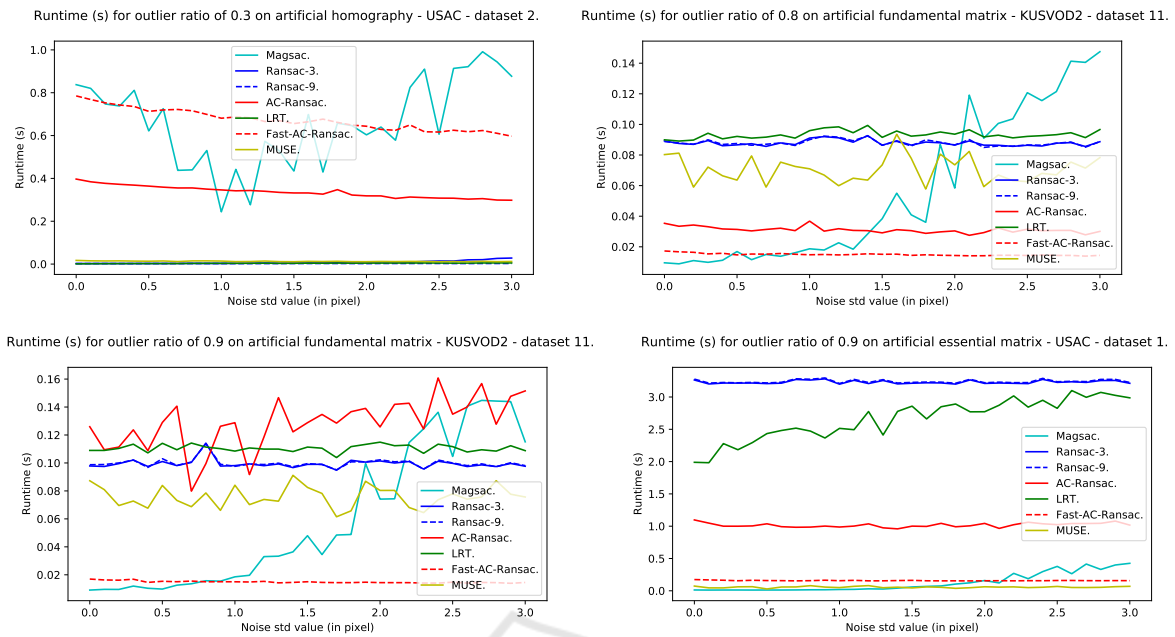 Runtime (s) for outlier ratio of 0.3 on artificial homography - USAC - dataset 2.
Runtime (s)
1.0
0.8
0.6
0.4
0.2
0.0
0.0
0.5
1.0
1.5
2.0
2.5
3.0
Noise std value (in pixel)
Magsac.
Ransac-3.
Ransac-9.
AC-Ransac.
LRT.
Fast-AC-Ransac.
MUSE.
Runtime (s) for outlier ratio of 0.8 on artificial fundamental matrix - KUSVOD2 - dataset 11.
Runtime (s)
0.14
0.12
0.10
0.08
0.06
0.04
0.02
0.0
0.5
1.0
1.5
2.0
2.5
3.0
Noise std value (in pixel)
Magsac.
Ransac-3.
Ransac-9.
AC-Ransac.
LRT.
Fast-AC-Ransac.
MUSE.
Runtime (s) for outlier ratio of 0.9 on artificial fundamental matrix - KUSVOD2 - dataset 11.
Runtime (s)
0.16
0.14
0.12
0.10
0.08
0.06
0.04
0.02
0.0
0.5
1.0
1.5
2.0
2.5
3.0
Noise std value (in pixel)
Magsac.
Ransac-3.
Ransac-9.
AC-Ransac.
LRT.
Fast-AC-Ransac.
MUSE.
Runtime (s) for outlier ratio of 0.9 on artificial essential matrix - USAC - dataset 1.
Runtime (s)
3.0
2.5
2.0
1.5
1.0
0.5
0.0
0.0
0.5
1.0
1.5
2.0
2.5
3.0
Noise std value (in pixel)
Magsac.
Ransac-3.
Ransac-9.
AC-Ransac.
LRT.
Fast-AC-Ransac.
MUSE.